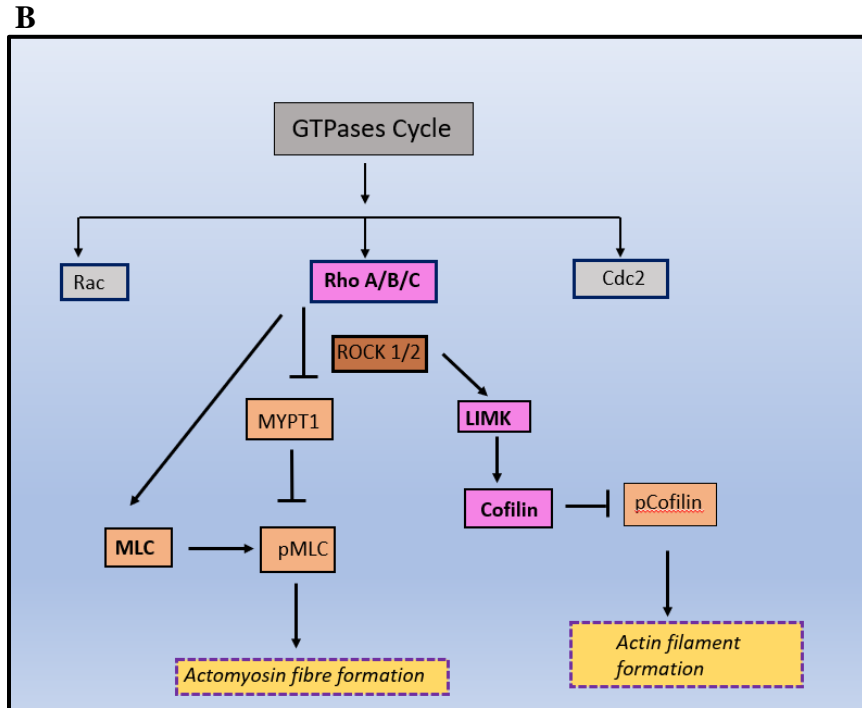 B
GTPases Cycle
Rac
Rho A/B/C
Cdc2
ROCK 1/2
MYPT1
LIMK
Cofilin
pCofilin
MLC
pMLC
Actomyosin fibre formation
Actin filament
formation